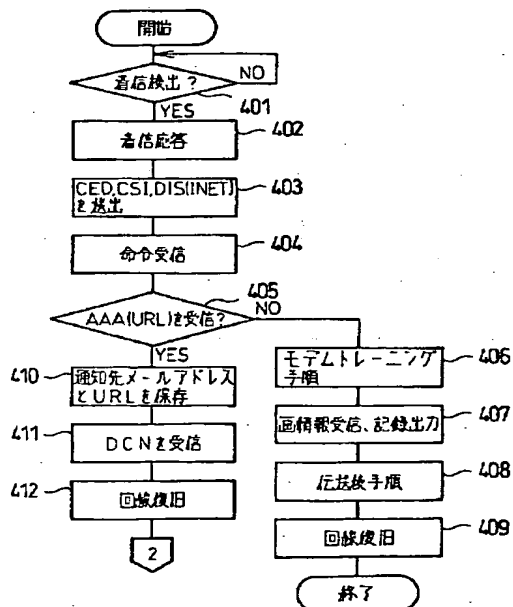 開始
着信検出?
NO
401
YES
着信応答
402
CED,CSI,DIS(INET)
を送出
403
命令受信
404
405
AAA(URL)を受信?
NO
YES
410
通知先メールアドレス
とURLを保存
411
DCNを受信
412
回線復旧
2
モデムトレーニング
手順
406
画情報受信、記録出力
407
伝送後手順
408
回線復旧
409
終了